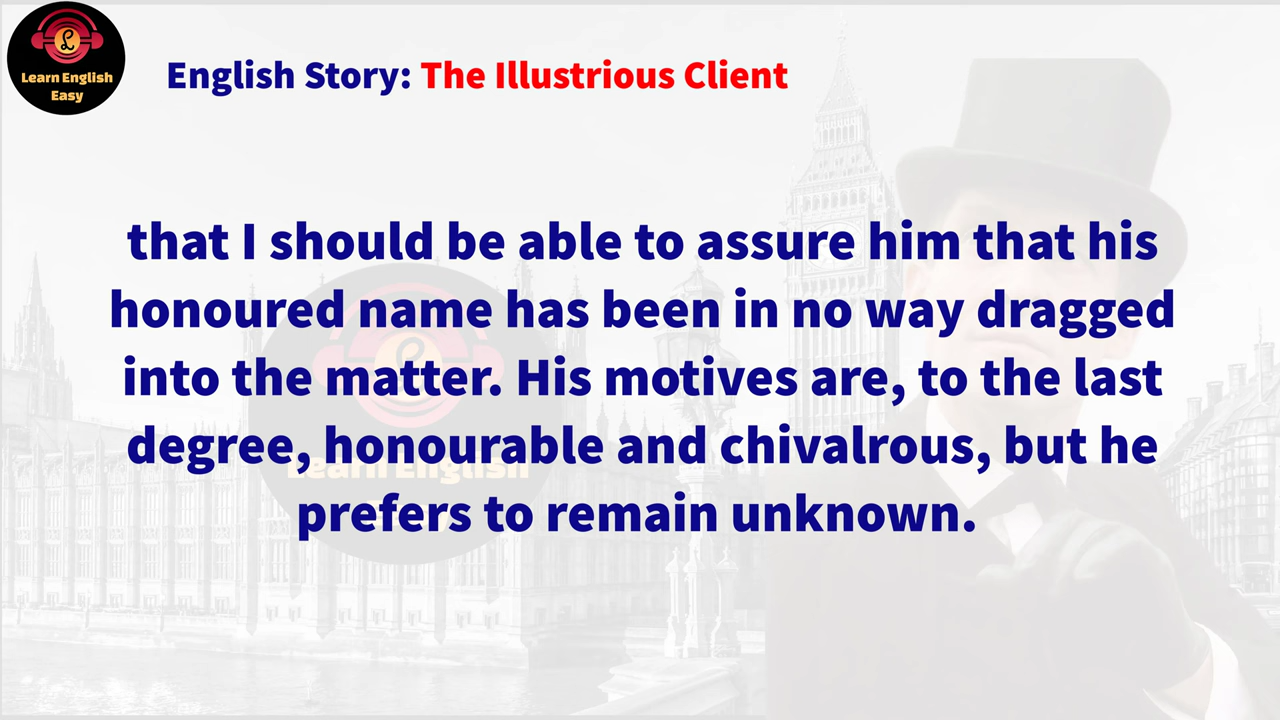 Learn English
Easy
English Story: The Illustrious Client
that I should be able to assure him that his
honoured name has been in no way dragged
into the matter. His motives are, to the last
degree, honourable and chivalrous, but he
prefers to remain unknown.
Learn English